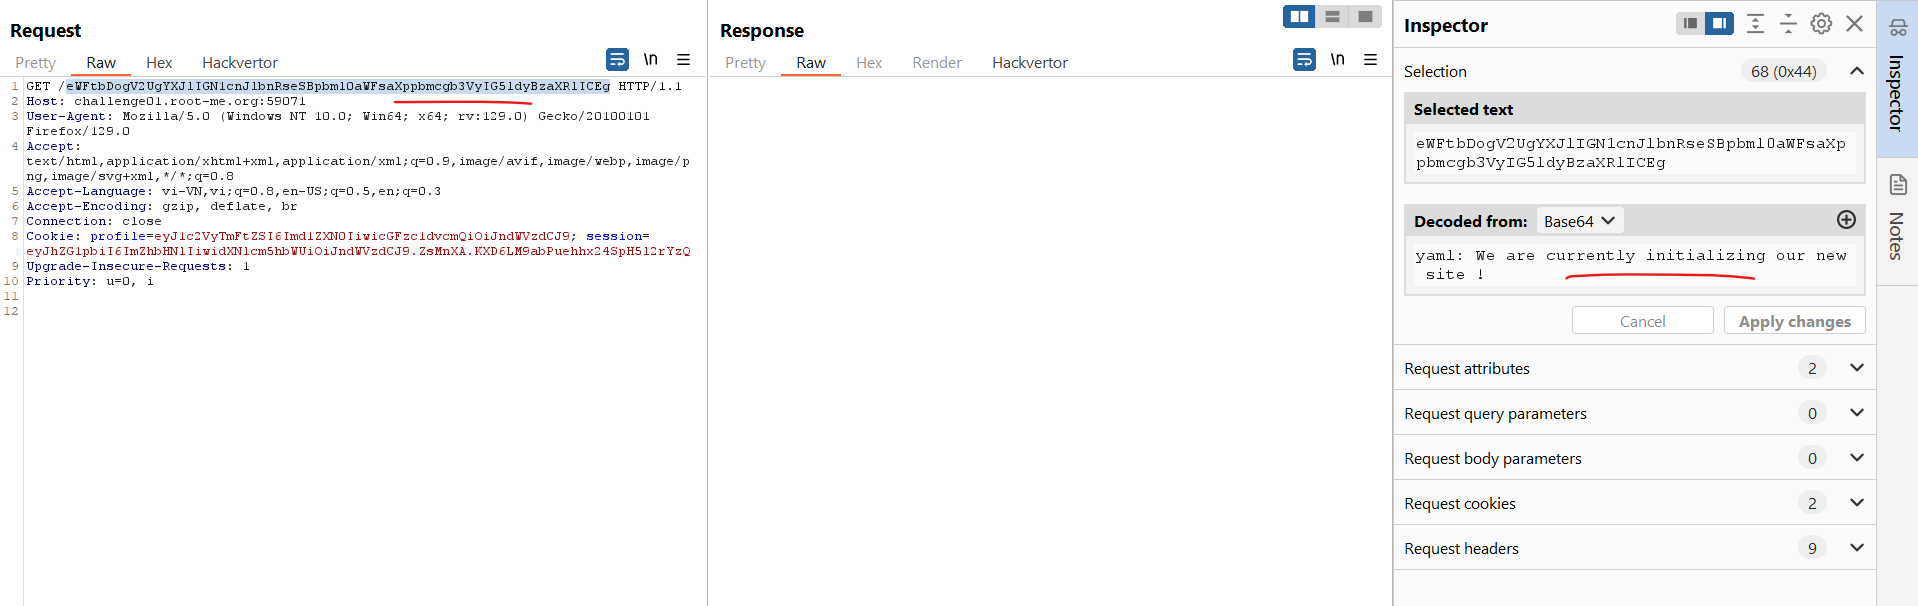 Request
Pretty Raw Hex Hackvertor \n
1 GET /eWFtbDogV2UgYXJlIGN1cnJlbnRseSBpbml0aWFsaXppbmcgb3VyIG5ldyBzaXRlICEg HTTP/1.1
2 Host: challenge01.root-me.org:59071
3 User-Agent: Mozilla/5.0 (Windows NT 10.0; Win64; x64; rv:129.0) Gecko/20100101
Firefox/129.0
4 Accept:
text/html,application/xhtml+xml,application/xml;q=0.9,image/avif,image/webp,image/p
ng,image/svg+xml,*/*;q=0.8
5 Accept-Language: vi-VN,vi;q=0.8,en-US;q=0.5,en;q=0.3
6 Accept-Encoding: gzip, deflate, br
7 Connection: close
8 Cookie: profile=eyJ1c2VyTmFtZSI6Imd1ZXN0IiwicGFzc1dvcmQiOiJndWVzdCJ9; session=
eyJhZG1pbiI6ImZhbHNlIiwidXNlcm5hbWUiOiJndWVzdCJ9.ZsMnXA.KXD6LM9abPuehhx24SpH5l2rYzQ
9 Upgrade-Insecure-Requests: 1
10 Priority: u=0, i
11
12
Response
Pretty Raw Hex Render Hackvertor \n
Inspector
Selection 68 (0x44)
Selected text
eWFtbDogV2UgYXJlIGN1cnJlbnRseSBpbml0aWFsaXp
pbmcgb3VyIG5ldyBzaXRlICEg
Decoded from: Base64
yaml: We are currently initializing our new
site !
Cancel Apply changes
Request attributes 2
Request query parameters 0
Request body parameters 0
Request cookies 2
Request headers 9
Inspector
Notes